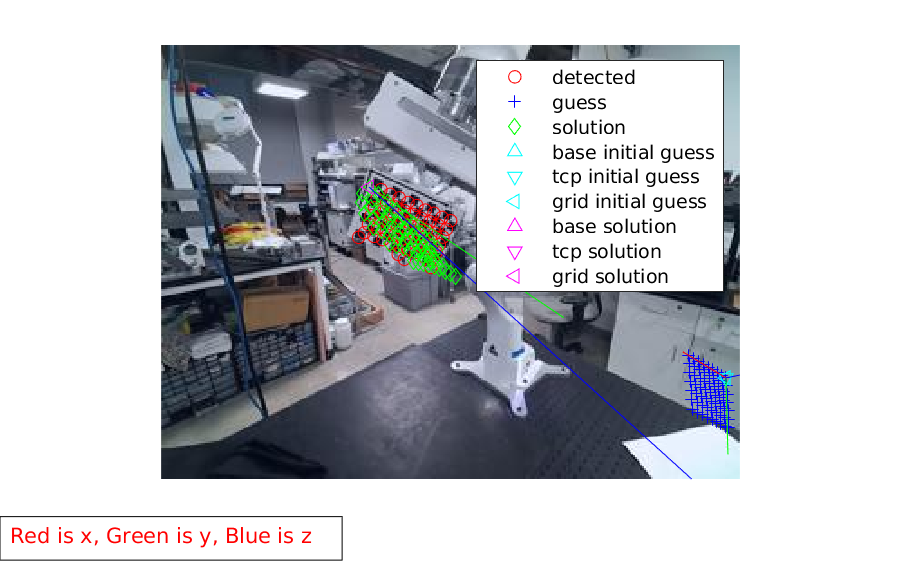 detected
guess
solution
base initial guess
tcp initial guess
grid initial guess
base solution
tcp solution
grid solution
Red is x, Green is y, Blue is z